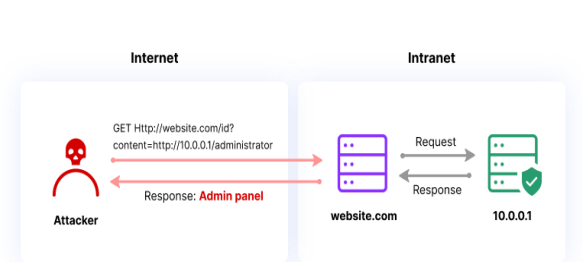 Internet
Intranet
GET Http://website.com/id?
content=http://10.0.0.1/administrator
Response: Admin panel
Attacker
Request
Response
website.com
10.0.0.1